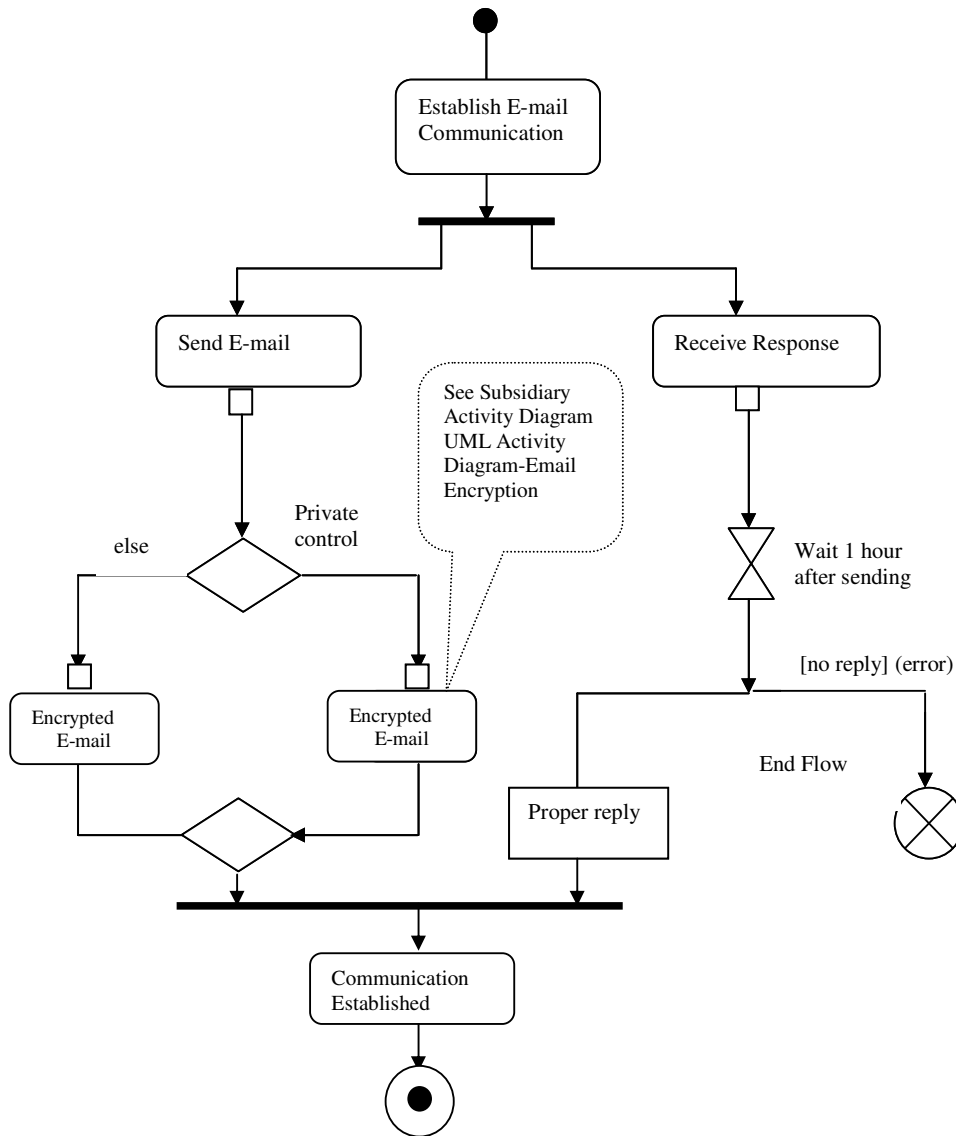 Establish E-mail
Communication
Send E-mail
Receive Response
See Subsidiary
Activity Diagram
UML Activity
Diagram-Email
Encryption
else
Private
control
Wait 1 hour
after sending
[no reply] (error)
Encrypted
E-mail
Encrypted
E-mail
End Flow
Proper reply
Communication
Established